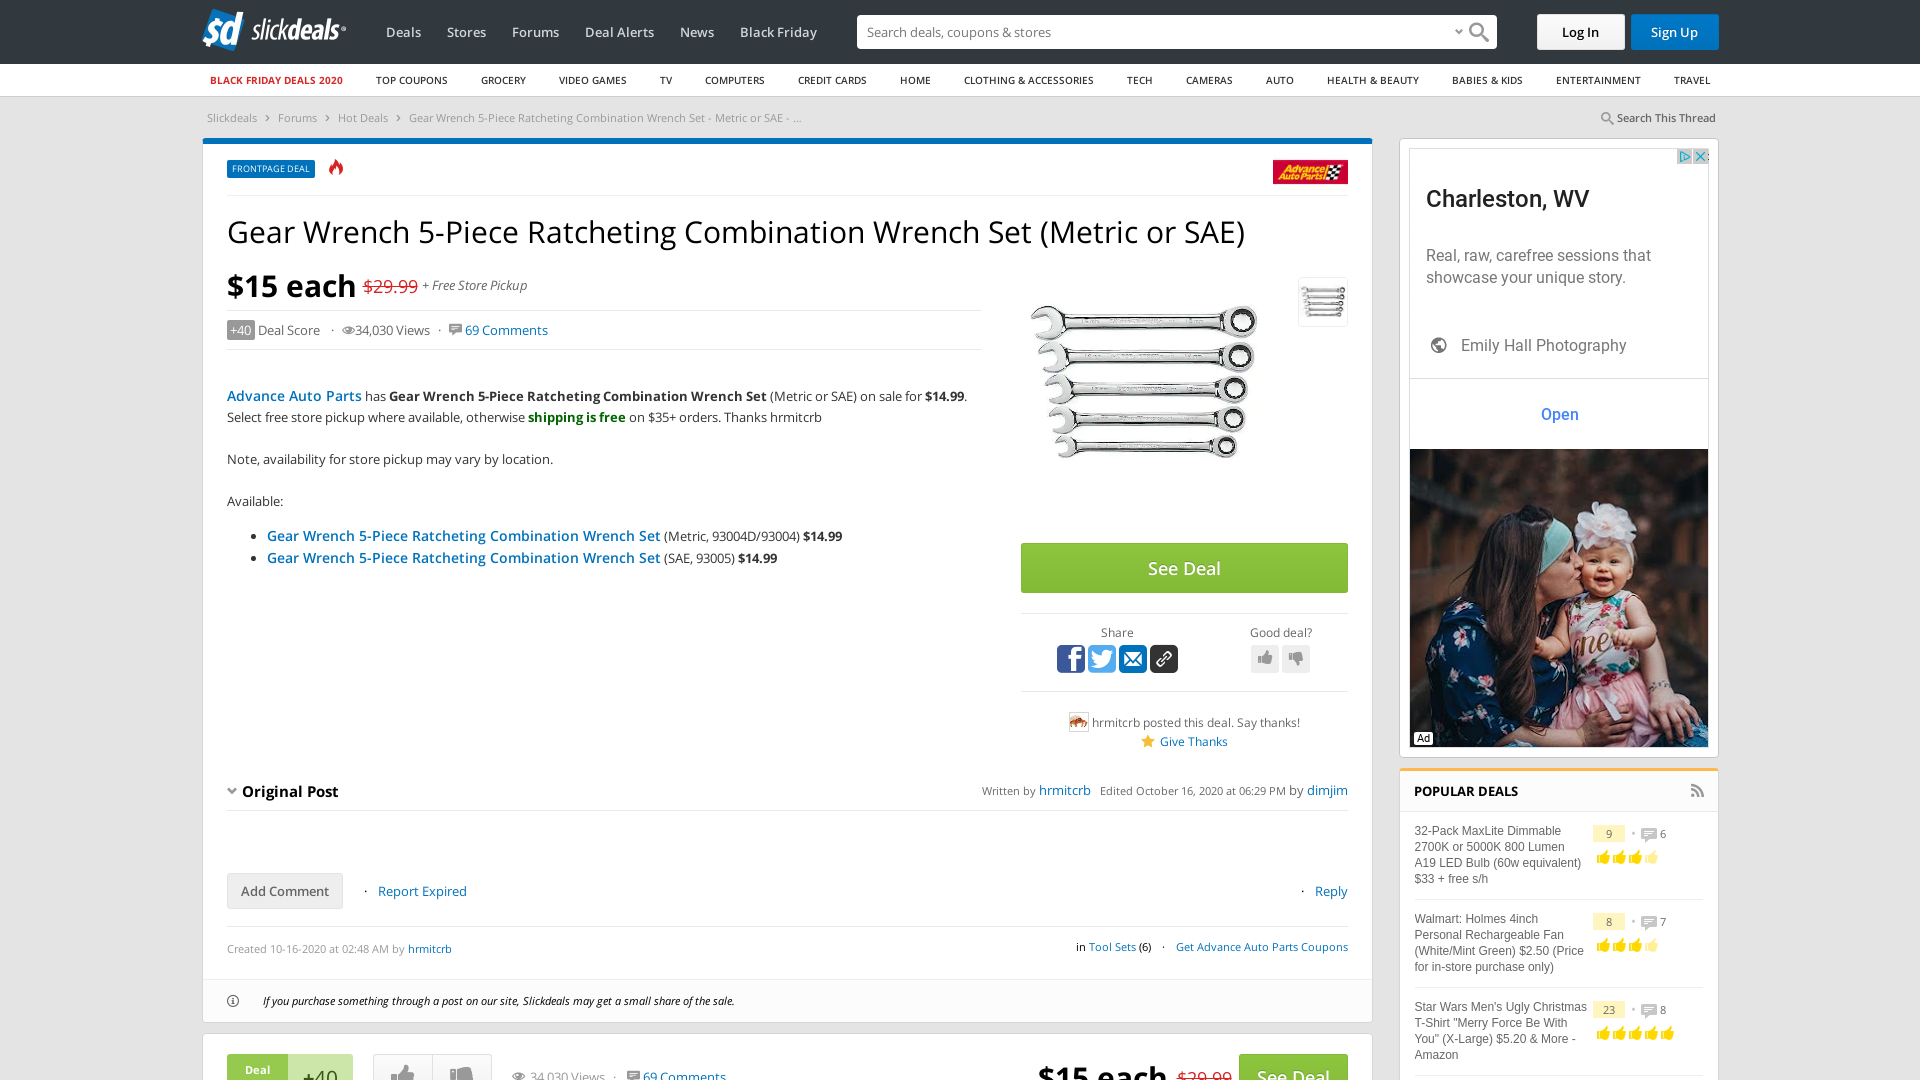 slickdeals
Deals Stores Forums Deal Alerts News Black Friday Search deals, coupons & stores Log In Sign Up
BLACK FRIDAY DEALS 2020 TOP COUPONS GROCERY VIDEO GAMES TV COMPUTERS CREDIT CARDS HOME CLOTHING & ACCESSORIES TECH CAMERAS AUTO HEALTH & BEAUTY BABIES & KIDS ENTERTAINMENT TRAVEL
Slickdeals › Forums › Hot Deals › Gear Wrench 5-Piece Ratcheting Combination Wrench Set - Metric or SAE - ... Search This Thread
FRONTPAGE DEAL
Advance Auto Parts
Gear Wrench 5-Piece Ratcheting Combination Wrench Set (Metric or SAE)
$15 each $29.99 + Free Store Pickup
+40 Deal Score · 34,030 Views · 69 Comments
Advance Auto Parts has Gear Wrench 5-Piece Ratcheting Combination Wrench Set (Metric or SAE) on sale for $14.99.
Select free store pickup where available, otherwise shipping is free on $35+ orders. Thanks hrmitcrb
Note, availability for store pickup may vary by location.
Available:
• Gear Wrench 5-Piece Ratcheting Combination Wrench Set (Metric, 93004D/93004) $14.99
• Gear Wrench 5-Piece Ratcheting Combination Wrench Set (SAE, 93005) $14.99
See Deal
Share Good deal?
hrmitcrb posted this deal. Say thanks!
Give Thanks
Original Post Written by hrmitcrb Edited October 16, 2020 at 06:29 PM by dimjim
Add Comment · Report Expired · Reply
Created 10-16-2020 at 02:48 AM by hrmitcrb in Tool Sets (6) · Get Advance Auto Parts Coupons
If you purchase something through a post on our site, Slickdeals may get a small share of the sale.
Deal +40 34,030 Views · 69 Comments $15 each $29.99 See Deal
Charleston, WV
Real, raw, carefree sessions that
showcase your unique story.
Emily Hall Photography
Open
Ad
POPULAR DEALS
32-Pack MaxLite Dimmable 9 • 6
2700K or 5000K 800 Lumen
A19 LED Bulb (60w equivalent)
$33 + free s/h
Walmart: Holmes 4inch 8 • 7
Personal Rechargeable Fan
(White/Mint Green) $2.50 (Price
for in-store purchase only)
Star Wars Men's Ugly Christmas 23 • 8
T-Shirt "Merry Force Be With
You" (X-Large) $5.20 & More -
Amazon